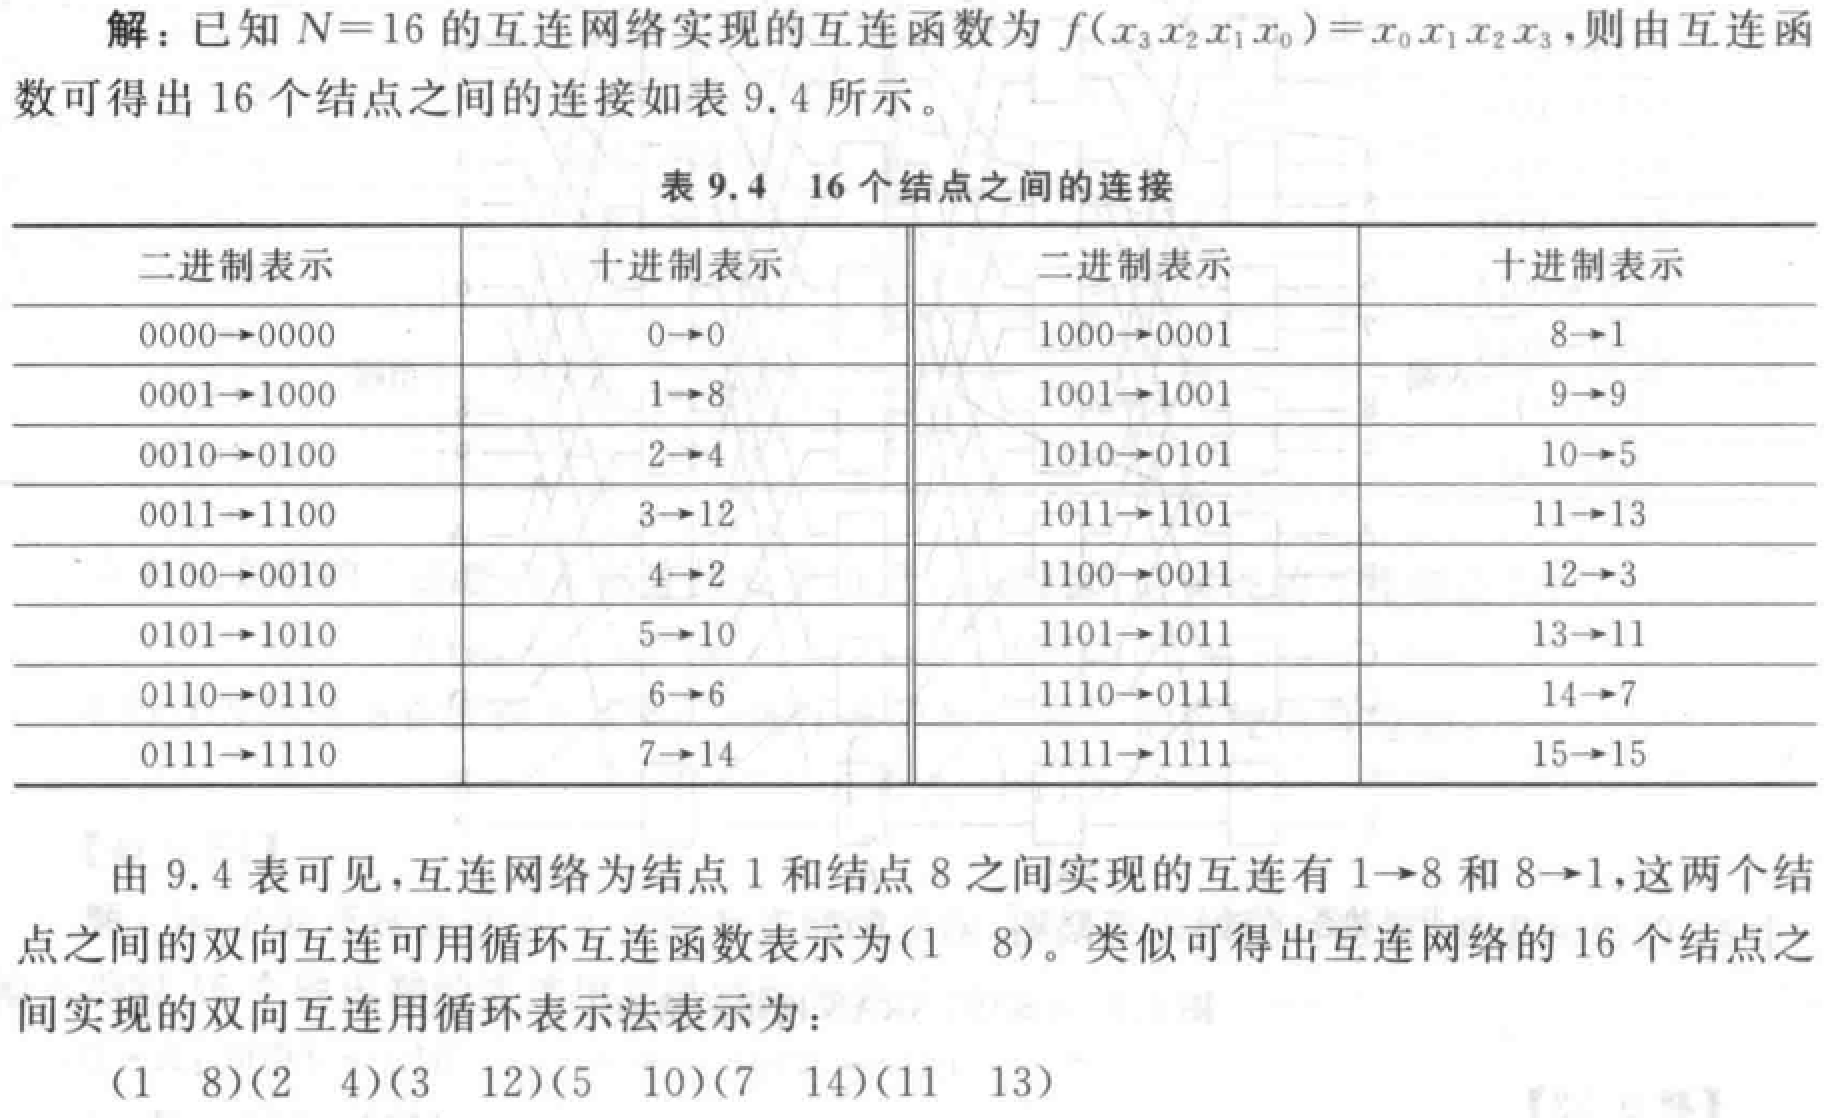 解：已知 N=16 的互连网络实现的互连函数为 f(x₃x₂x₁x₀)=x₀x₁x₂x₃,则由互连函
数可得出 16 个结点之间的连接如表 9.4 所示。
表 9.4 16 个结点之间的连接
二进制表示 十进制表示 二进制表示 十进制表示
0000→0000 0→0 1000→0001 8→1
0001→1000 1→8 1001→1001 9→9
0010→0100 2→4 1010→0101 10→5
0011→1100 3→12 1011→1101 11→13
0100→0010 4→2 1100→0011 12→3
0101→1010 5→10 1101→1011 13→11
0110→0110 6→6 1110→0111 14→7
0111→1110 7→14 1111→1111 15→15
由 9.4 表可见,互连网络为结点 1 和结点 8 之间实现的互连有 1→8 和 8→1,这两个结
点之间的双向互连可用循环互连函数表示为(1 8)。类似可得出互连网络的 16 个结点之
间实现的双向互连用循环表示法表示为：
(1 8)(2 4)(3 12)(5 10)(7 14)(11 13)